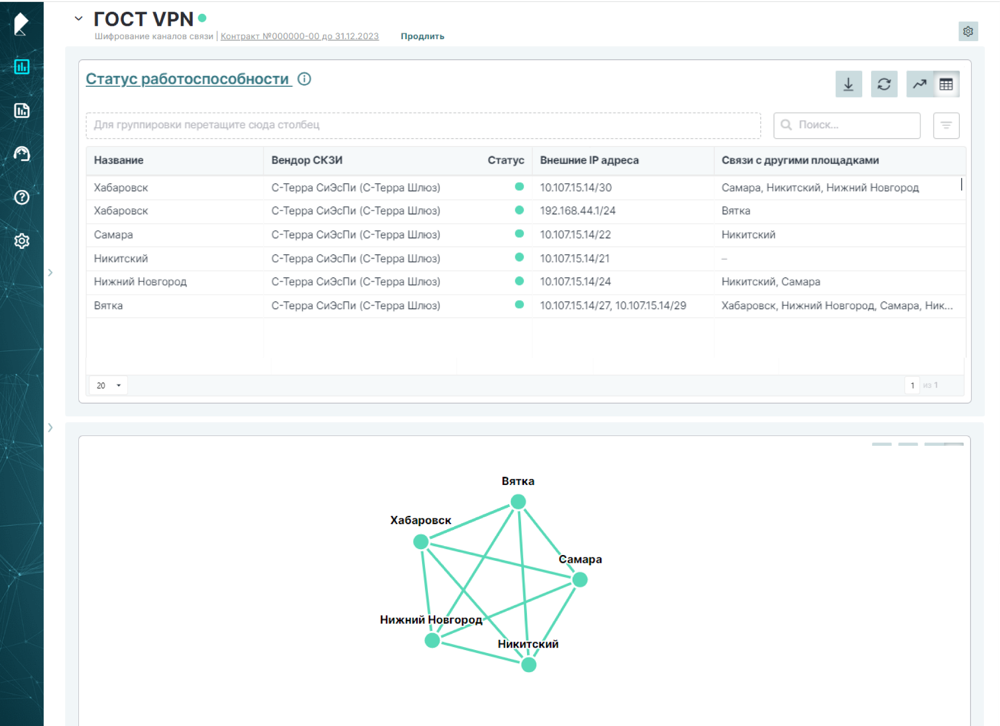 ГОСТ VPN
Шифрование каналов связи | Контракт №000000-00 до 31.12.2023 Продлить
Статус работоспособности
Для группировки перетащите сюда столбец Поиск...
Название Вендор СКЗИ Статус Внешние IP адреса Связи с другими площадками
Хабаровск С-Терра СиЭсПи (С-Терра Шлюз) 10.107.15.14/30 Самара, Никитский, Нижний Новгород
Хабаровск С-Терра СиЭсПи (С-Терра Шлюз) 192.168.44.1/24 Вятка
Самара С-Терра СиЭсПи (С-Терра Шлюз) 10.107.15.14/22 Никитский
Никитский С-Терра СиЭсПи (С-Терра Шлюз) 10.107.15.14/21 –
Нижний Новгород С-Терра СиЭсПи (С-Терра Шлюз) 10.107.15.14/24 Никитский, Самара
Вятка С-Терра СиЭсПи (С-Терра Шлюз) 10.107.15.14/27, 10.107.15.14/29 Хабаровск, Нижний Новгород, Самара, Ник...
20 1 из 1
Вятка
Хабаровск
Самара
Нижний Новгород
Никитский